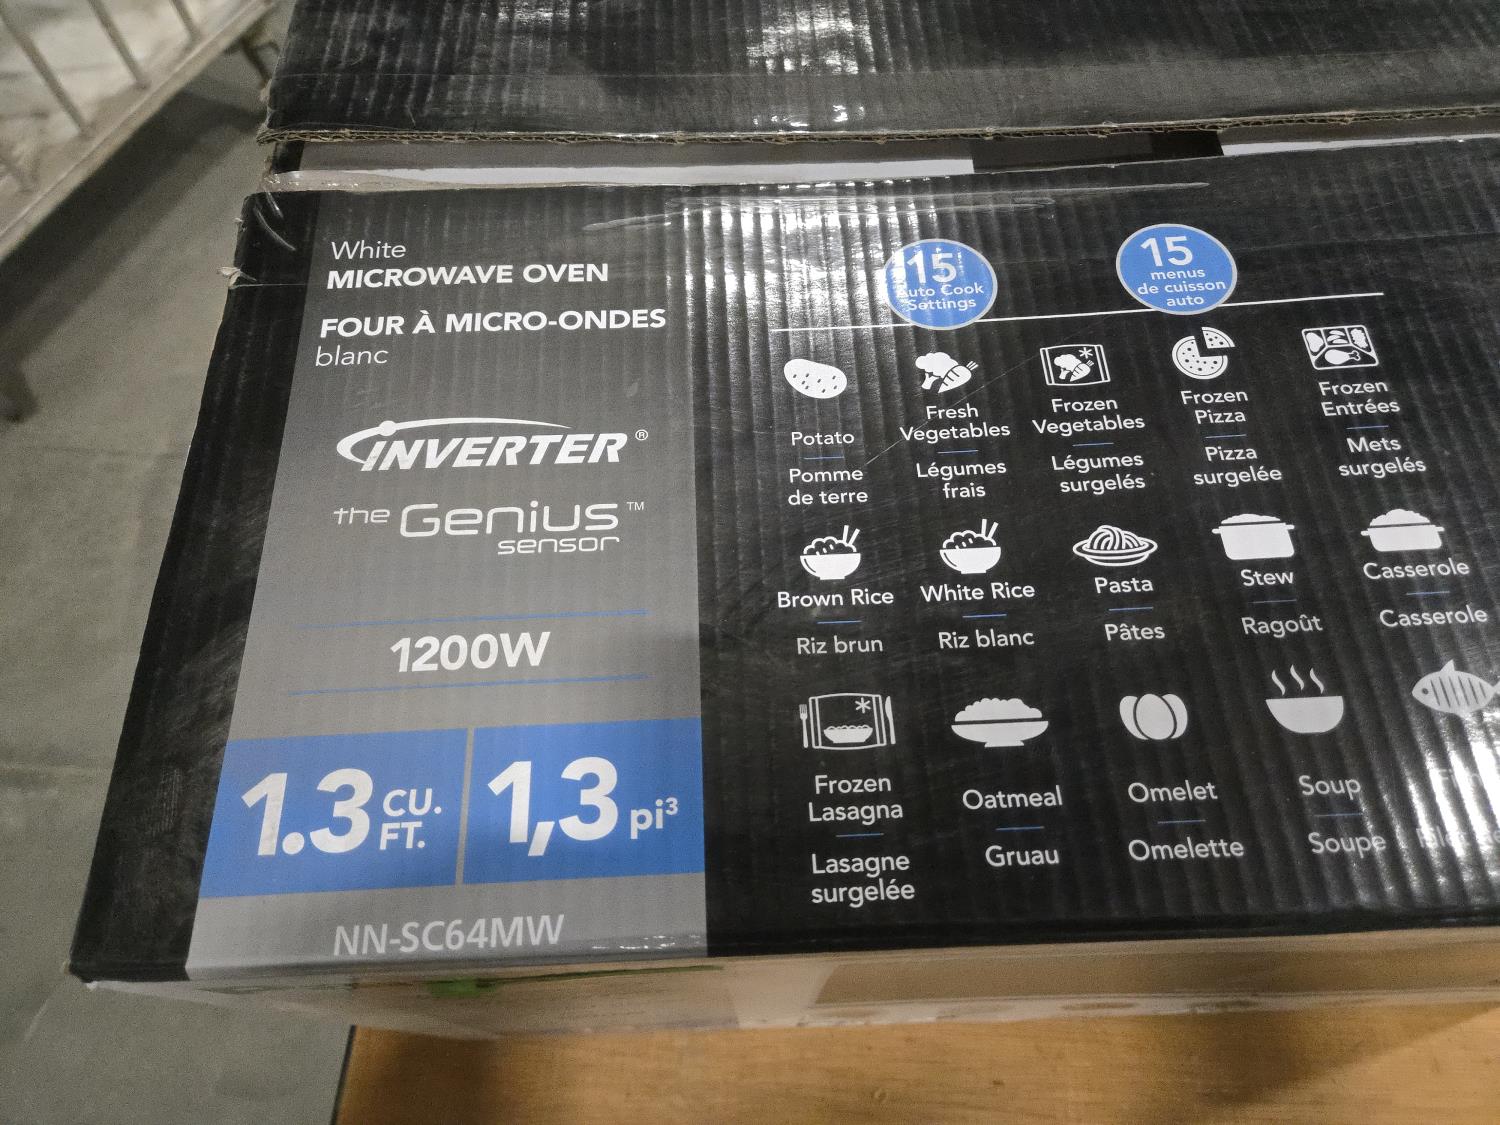 White
MICROWAVE OVEN
FOUR À MICRO-ONDES
blanc
INVERTER®
the Genius™
sensor
1200W
1.3 CU. FT.
1,3 pi³
NN-SC64MW
15
Auto Cook
Settings
15
menus
de cuisson
auto
Potato
Pomme
de terre
Fresh
Vegetables
Légumes
frais
Frozen
Vegetables
Légumes
surgelés
Frozen
Pizza
Pizza
surgelée
Frozen
Entrées
Mets
surgelés
Brown Rice
Riz brun
White Rice
Riz blanc
Pasta
Pâtes
Stew
Ragoût
Casserole
Casserole
Frozen
Lasagna
Lasagne
surgelée
Oatmeal
Gruau
Omelet
Omelette
Soup
Soupe